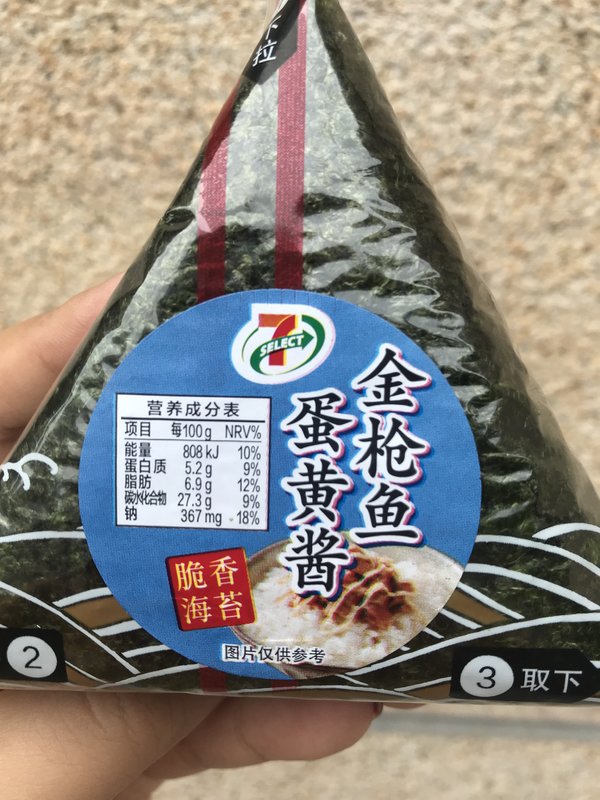 下拉
7
SELECT
金枪鱼
蛋黄酱
营养成分表
项目 每100g NRV%
能量 808 kJ 10%
蛋白质 5.2 g 9%
脂肪 6.9 g 12%
碳水化合物 27.3 g 9%
钠 367 mg 18%
脆香
海苔
图片仅供参考
2
3 取下